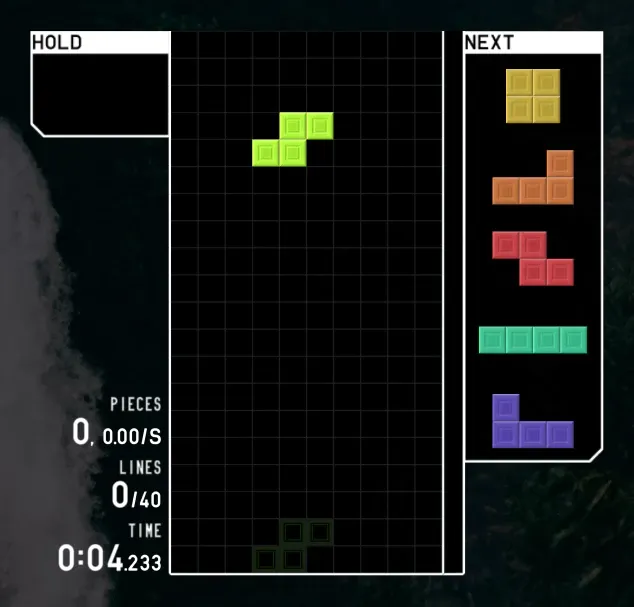 HOLD
NEXT
PIECES
0, 0.00/S
LINES
0/40
TIME
0:04.233